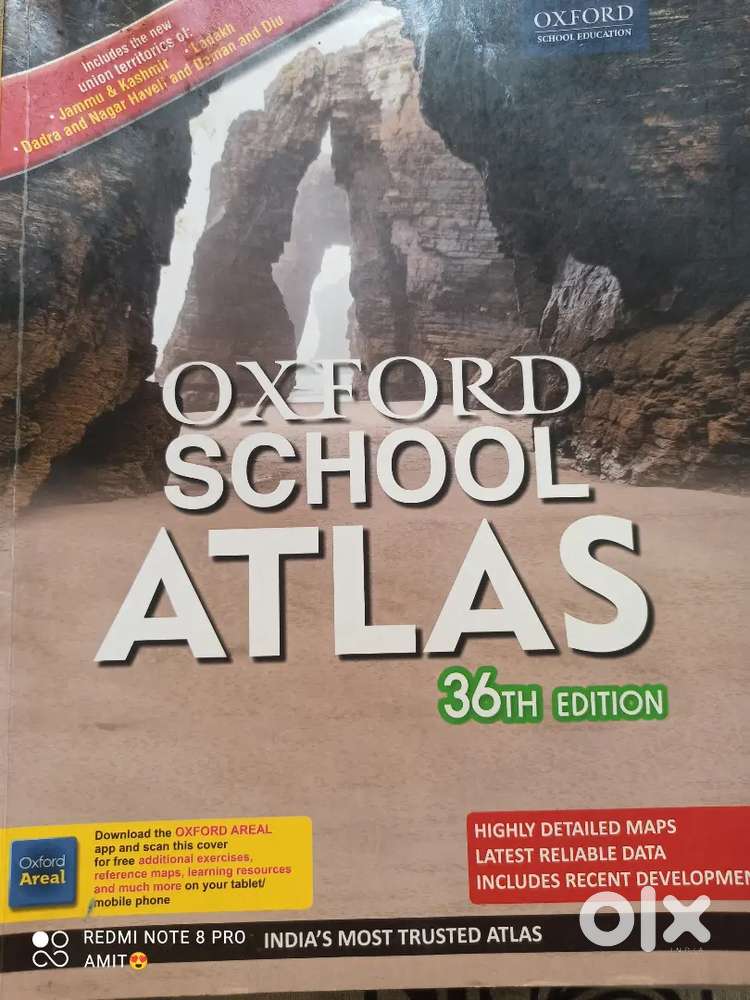 Includes the new
union territories of:
• Jammu & Kashmir • Ladakh
• Dadra and Nagar Haveli and Daman and Diu
OXFORD
SCHOOL EDUCATION
OXFORD
SCHOOL
ATLAS
36TH EDITION
Download the OXFORD AREAL
app and scan this cover
for free additional exercises,
reference maps, learning resources
and much more on your tablet/
mobile phone
Oxford
Areal
HIGHLY DETAILED MAPS
LATEST RELIABLE DATA
INCLUDES RECENT DEVELOPMEN
INDIA'S MOST TRUSTED ATLAS
REDMI NOTE 8 PRO
AMIT😍
olx
INDIA